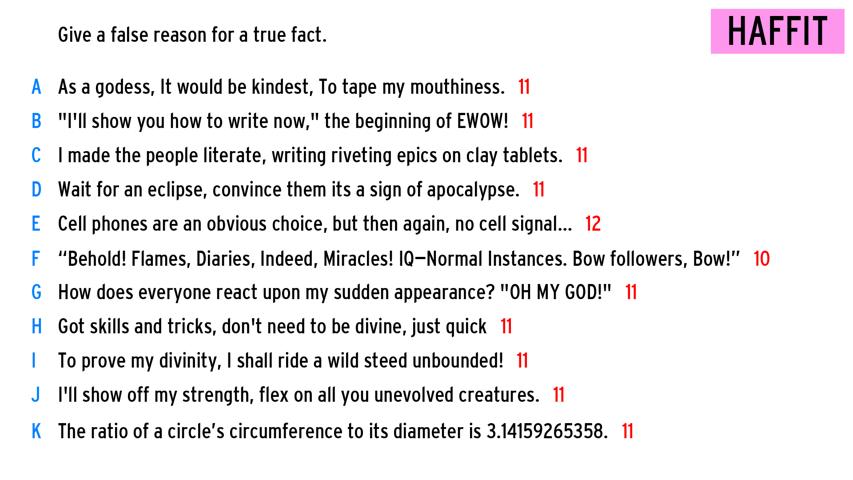 Give a false reason for a true fact.
HAFFIT
A As a godess, It would be kindest, To tape my mouthiness. 11
B "I'll show you how to write now," the beginning of EWOW! 11
C I made the people literate, writing riveting epics on clay tablets. 11
D Wait for an eclipse, convince them its a sign of apocalypse. 11
E Cell phones are an obvious choice, but then again, no cell signal... 12
F “Behold! Flames, Diaries, Indeed, Miracles! IQ—Normal Instances. Bow followers, Bow!” 10
G How does everyone react upon my sudden appearance? "OH MY GOD!" 11
H Got skills and tricks, don't need to be divine, just quick 11
I To prove my divinity, I shall ride a wild steed unbounded! 11
J I'll show off my strength, flex on all you unevolved creatures. 11
K The ratio of a circle’s circumference to its diameter is 3.14159265358. 11